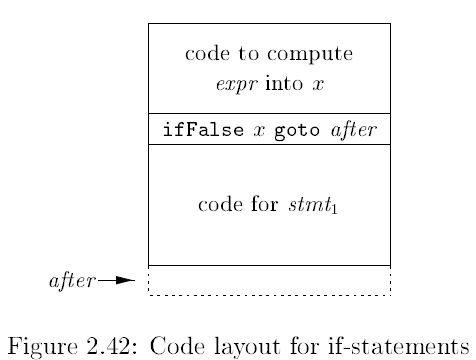 code to compute
expr into x
ifFalse x goto after
code for stmt₁
after
Figure 2.42: Code layout for if-statements